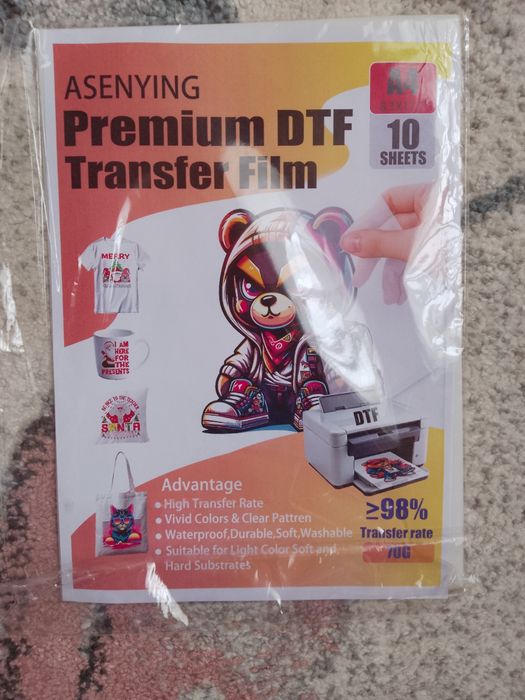 ASENYING
Premium DTF
Transfer Film
A4
10
SHEETS
MERRY
I AM
HERE
FOR
THE
PRESENTS
SANTA
DTF
Advantage
High Transfer Rate
Vivid Colors & Clear Pattren
Waterproof,Durable,Soft,Washable
Suitable for Light Color Soft and
Hard Substrates
≥98%
Transfer rate
70G